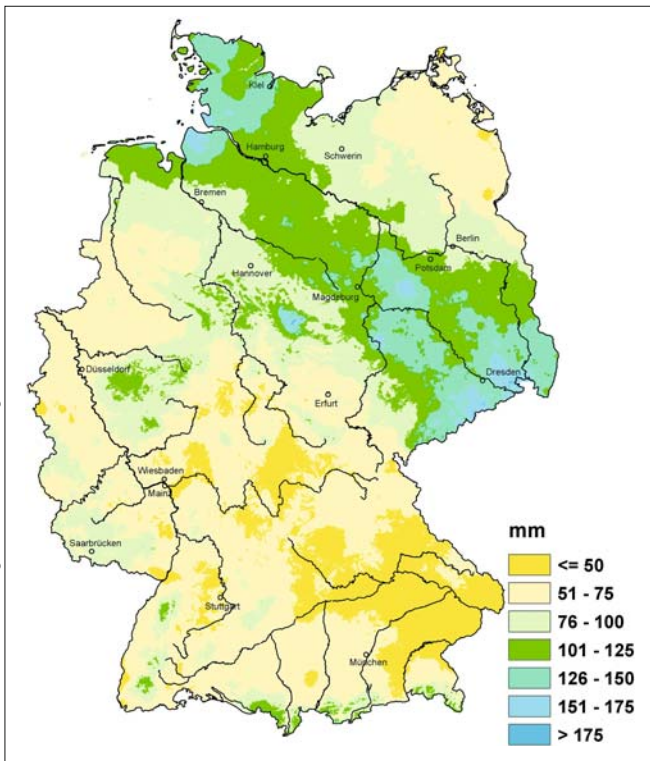 Kiel
Hamburg
Schwerin
Bremen
Berlin
Hannover
Potsdam
Magdeburg
Düsseldorf
Dresden
Erfurt
Wiesbaden
Mainz
Saarbrücken
Stuttgart
München
mm
<= 50
51 - 75
76 - 100
101 - 125
126 - 150
151 - 175
> 175